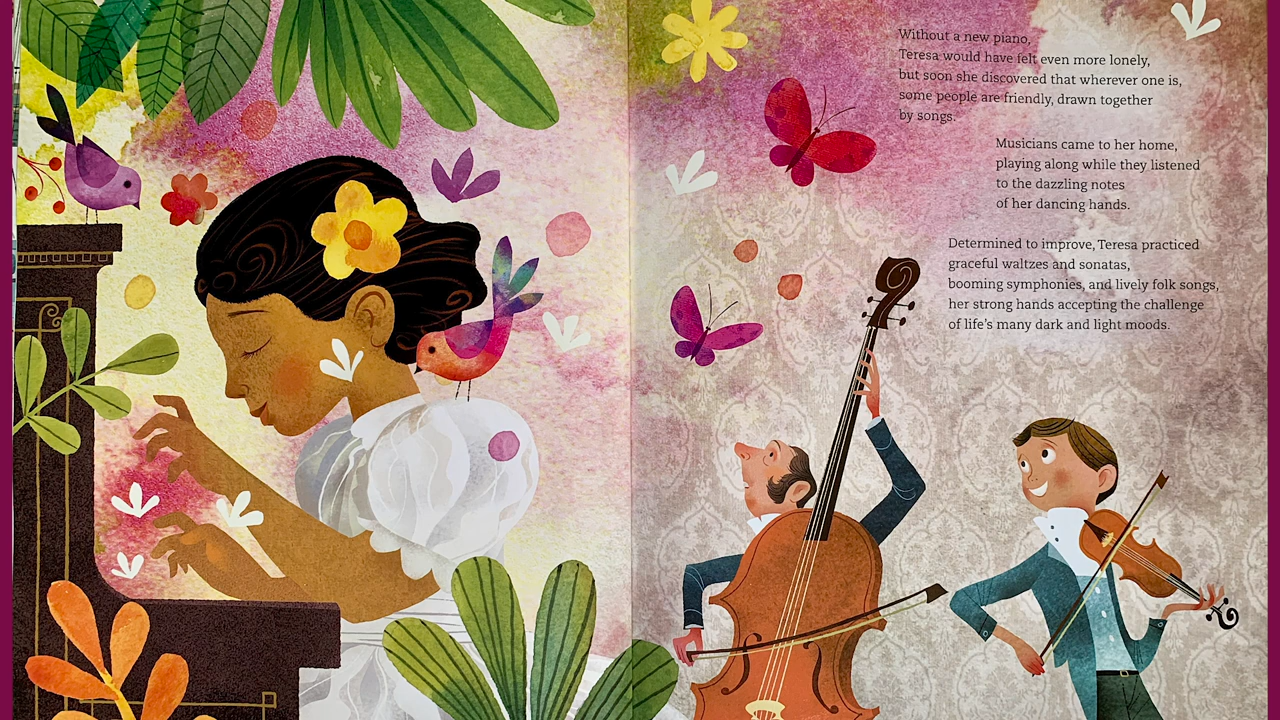 Without a new piano,
Teresa would have felt even more lonely,
but soon she discovered that wherever one is,
some people are friendly, drawn together
by songs.
Musicians came to her home,
playing along while they listened
to the dazzling notes
of her dancing hands.
Determined to improve, Teresa practiced
graceful waltzes and sonatas,
booming symphonies, and lively folk songs,
her strong hands accepting the challenge
of life's many dark and light moods.